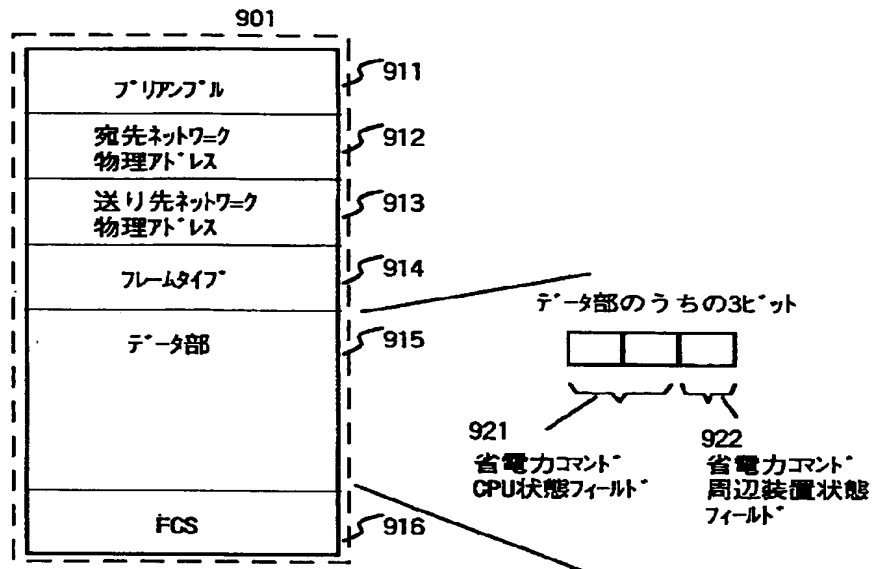 901
プリアンブル
911
宛先ネットワーク
物理アドレス
912
送り先ネットワーク
物理アドレス
913
フレームタイプ
914
データ部
915
FCS
916
データ部のうちの3ビット
921
省電力コマンド
CPU状態フィールド
922
省電力コマンド
周辺装置状態
フィールド